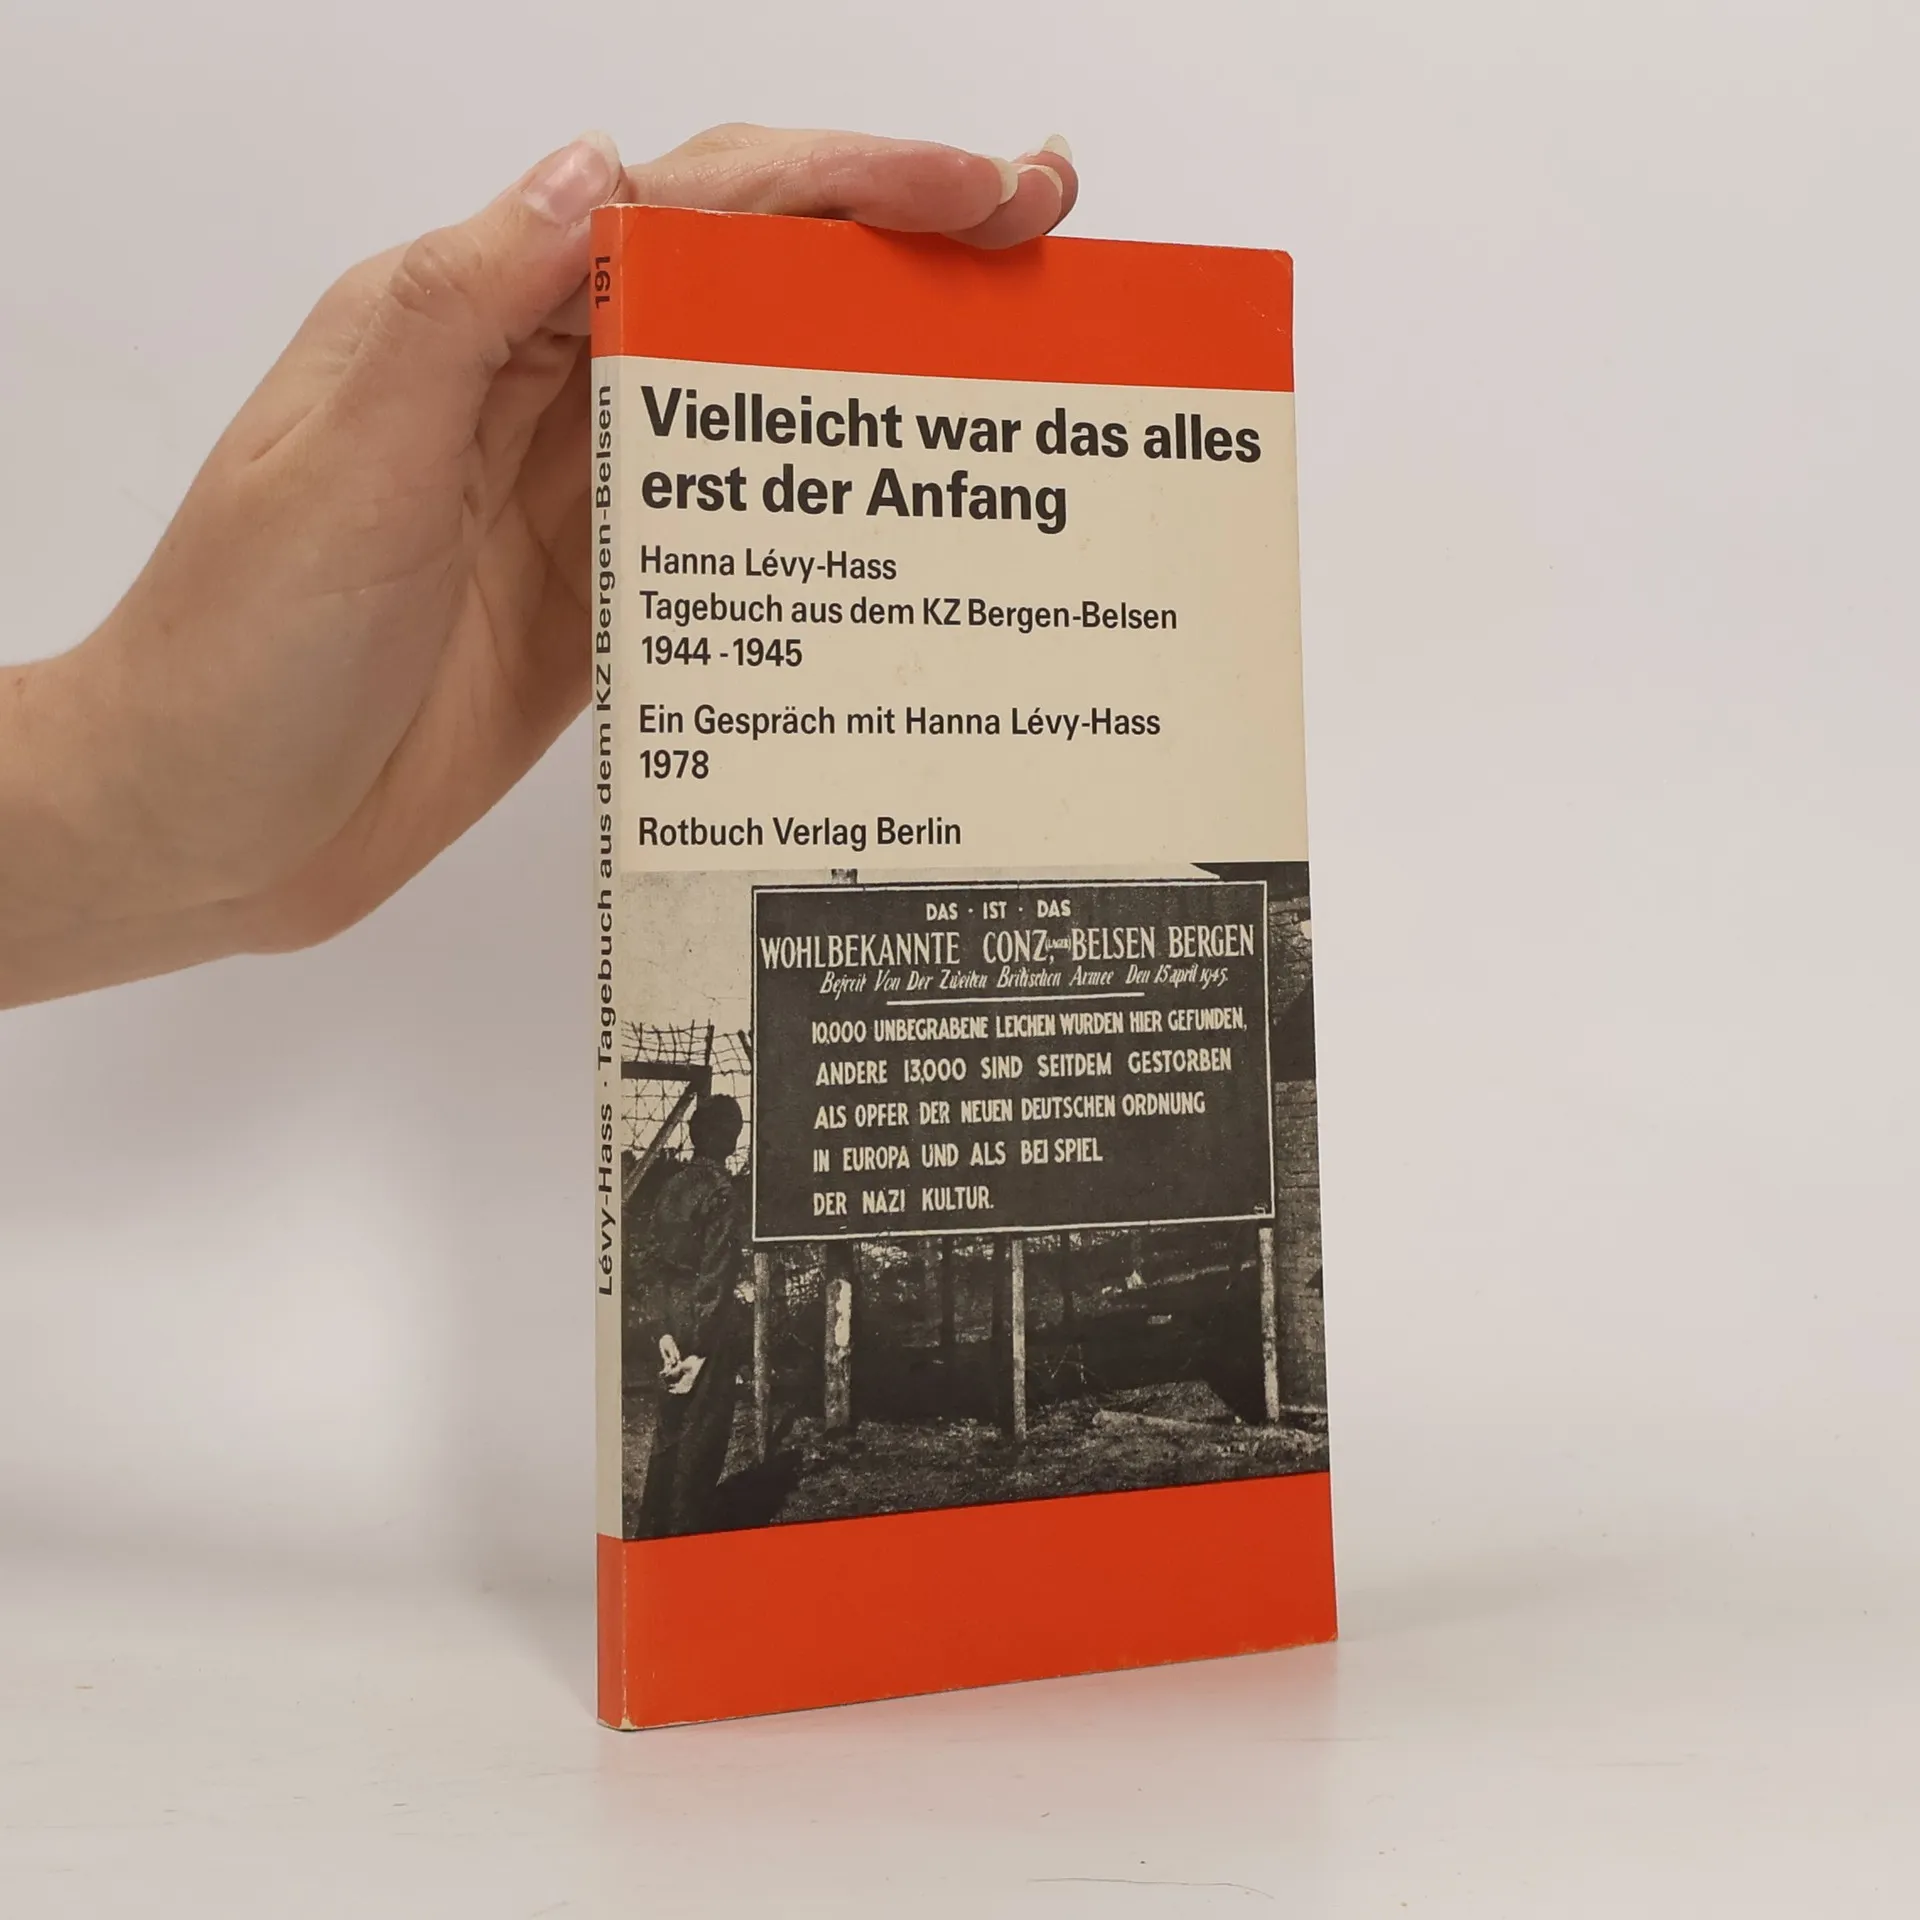 191
Lévy-Hass · Tagebuch aus dem KZ Bergen-Belsen
Vielleicht war das alles
erst der Anfang
Hanna Lévy-Hass
Tagebuch aus dem KZ Bergen-Belsen
1944 - 1945
Ein Gespräch mit Hanna Lévy-Hass
1978
Rotbuch Verlag Berlin
DAS · IST · DAS
WOHLBEKANNTE CONZ, (LAGER) BELSEN BERGEN
Befreit Von Der Zweiten Britischen Armee Den 15 april 1945.
10,000 UNBEGRABENE LEICHEN WURDEN HIER GEFUNDEN,
ANDERE 13,000 SIND SEITDEM GESTORBEN
ALS OPFER DER NEUEN DEUTSCHEN ORDNUNG
IN EUROPA UND ALS BEISPIEL
DER NAZI KULTUR.